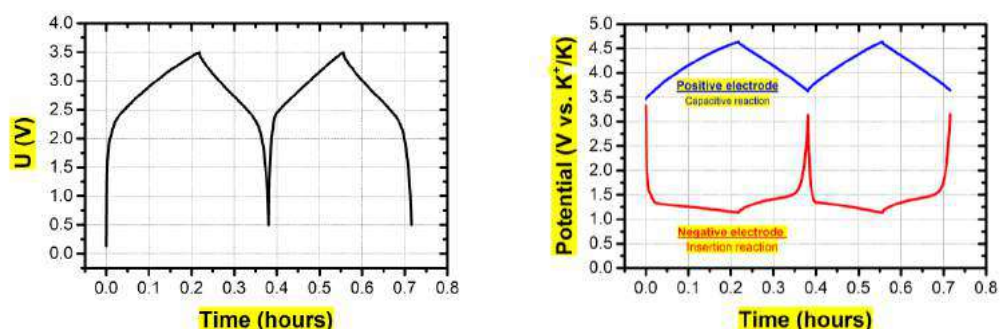 4.0
3.5
3.0
2.5
2.0
1.5
1.0
0.5
0.0
U (V)
0.0 0.1 0.2 0.3 0.4 0.5 0.6 0.7 0.8
Time (hours)
5.0
4.5
4.0
3.5
3.0
2.5
2.0
1.5
1.0
0.5
0.0
Potential (V vs. K⁺/K)
Positive electrode
Capacitive reaction
Negative electrode
Insertion reaction
0.0 0.1 0.2 0.3 0.4 0.5 0.6 0.7 0.8
Time (hours)